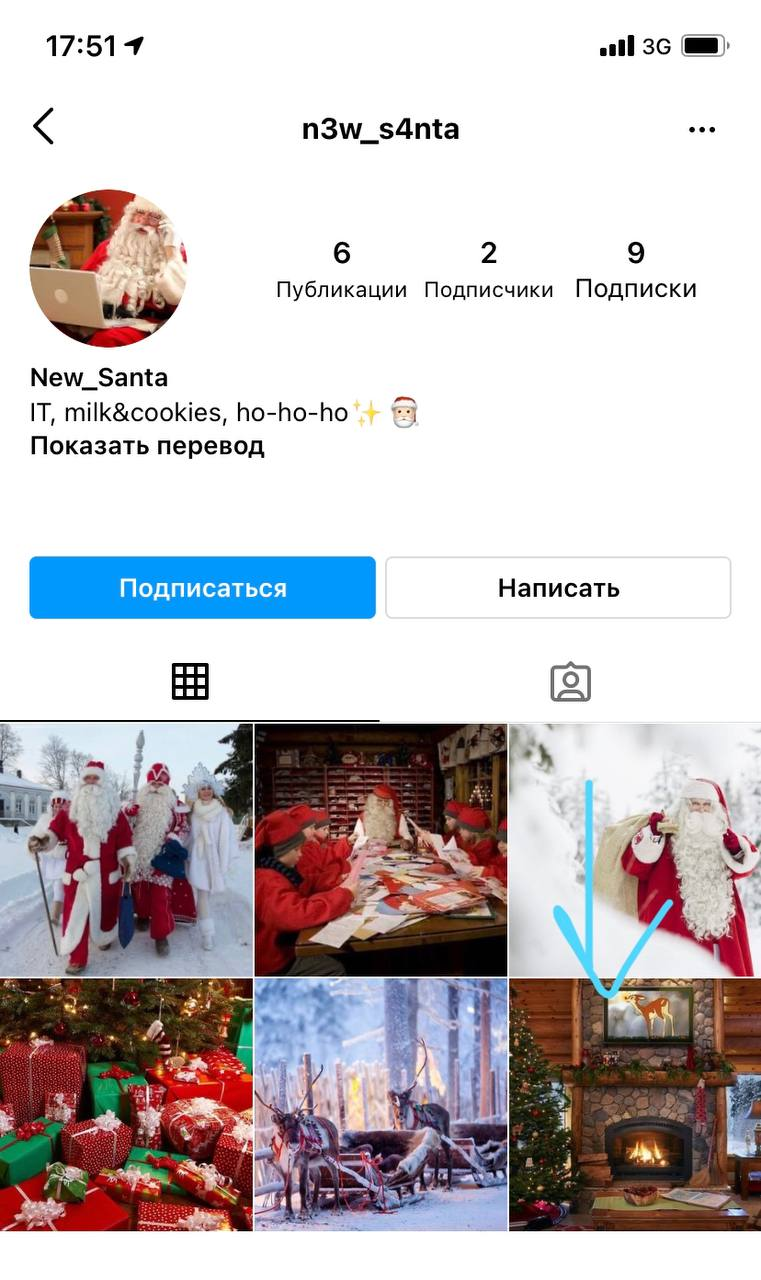 17:51
3G
n3w_s4nta
6 2 9
Публикации Подписчики Подписки
New_Santa
IT, milk&cookies, ho-ho-ho✨ 🎅🏻
Показать перевод
Подписаться Написать